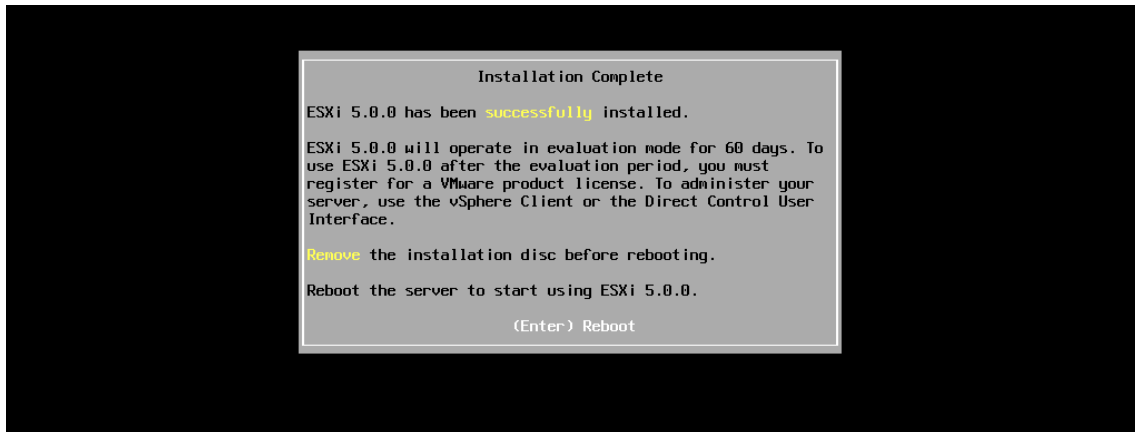 Installation Complete
ESXi 5.0.0 has been successfully installed.
ESXi 5.0.0 will operate in evaluation mode for 60 days. To
use ESXi 5.0.0 after the evaluation period, you must
register for a VMware product license. To administer your
server, use the vSphere Client or the Direct Control User
Interface.
Remove the installation disc before rebooting.
Reboot the server to start using ESXi 5.0.0.
(Enter) Reboot